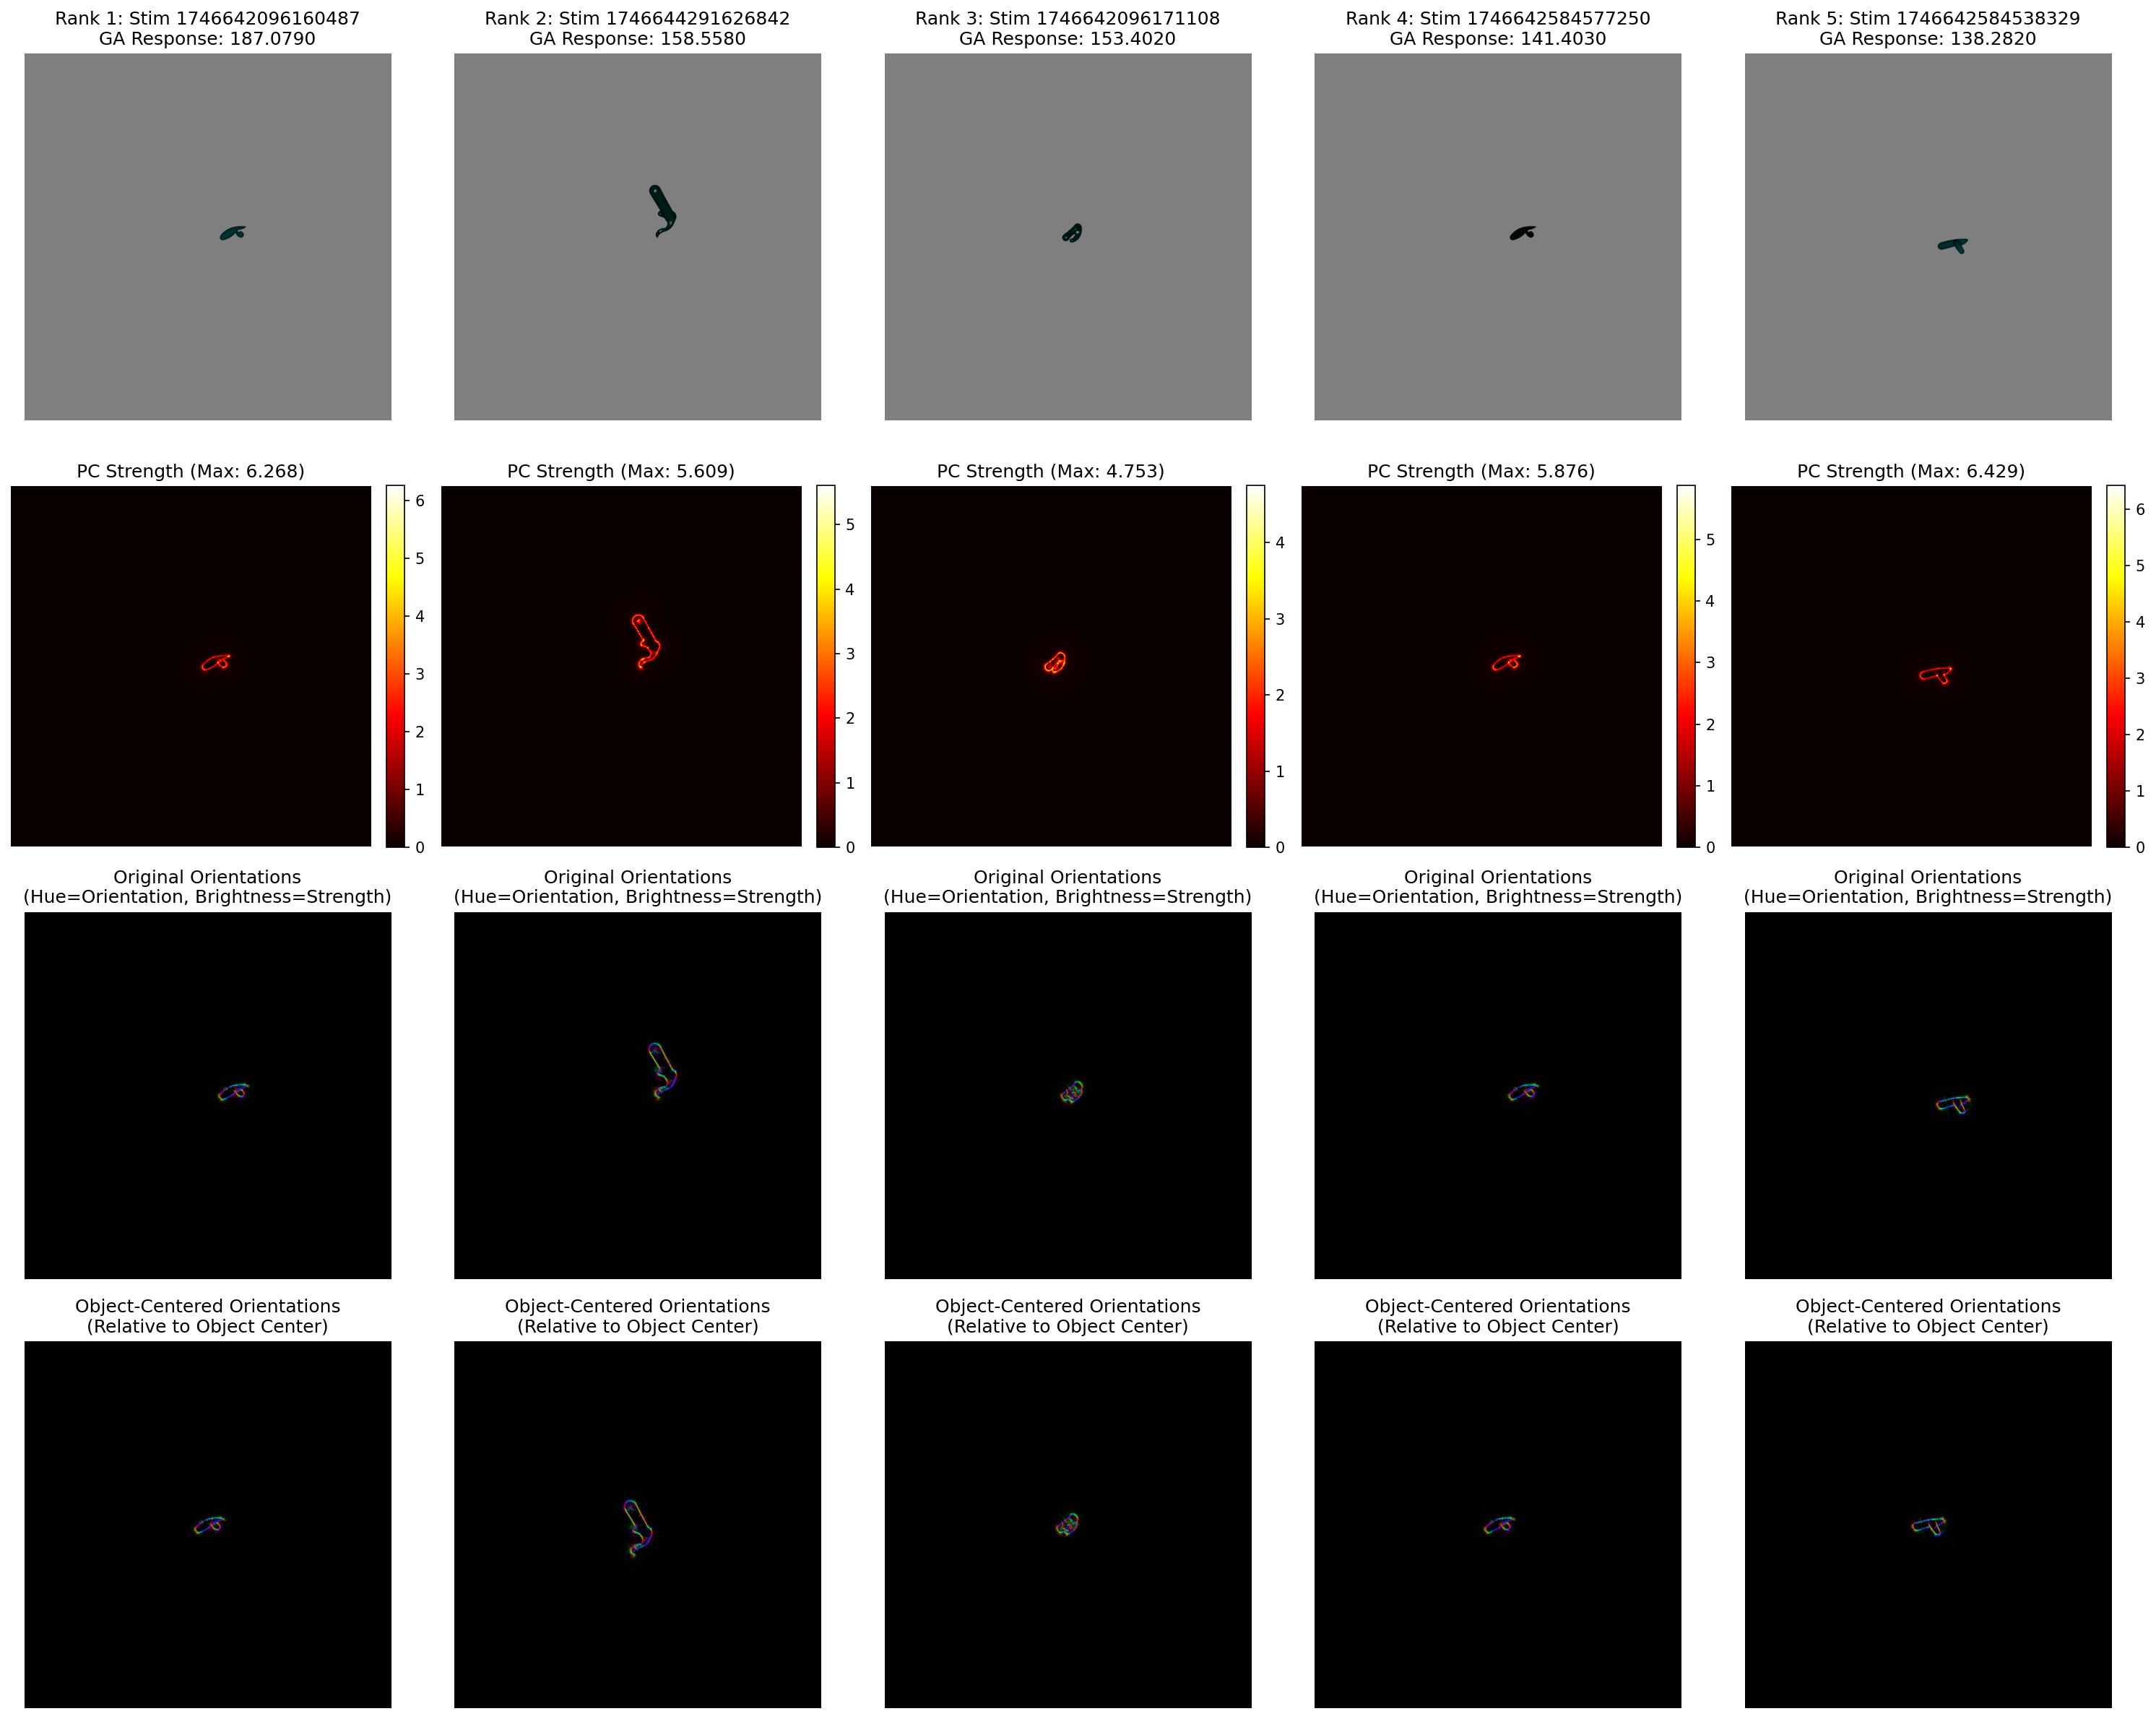 Rank 1: Stim 1746642096160487
GA Response: 187.0790
Rank 2: Stim 1746644291626842
GA Response: 158.5580
Rank 3: Stim 1746642096171108
GA Response: 153.4020
Rank 4: Stim 1746642584577250
GA Response: 141.4030
Rank 5: Stim 1746642584538329
GA Response: 138.2820
PC Strength (Max: 6.268)
6
5
4
3
2
1
0
PC Strength (Max: 5.609)
5
4
3
2
1
0
PC Strength (Max: 4.753)
4
3
2
1
0
PC Strength (Max: 5.876)
5
4
3
2
1
0
PC Strength (Max: 6.429)
6
5
4
3
2
1
0
Original Orientations
(Hue=Orientation, Brightness=Strength)
Original Orientations
(Hue=Orientation, Brightness=Strength)
Original Orientations
(Hue=Orientation, Brightness=Strength)
Original Orientations
(Hue=Orientation, Brightness=Strength)
Original Orientations
(Hue=Orientation, Brightness=Strength)
Object-Centered Orientations
(Relative to Object Center)
Object-Centered Orientations
(Relative to Object Center)
Object-Centered Orientations
(Relative to Object Center)
Object-Centered Orientations
(Relative to Object Center)
Object-Centered Orientations
(Relative to Object Center)